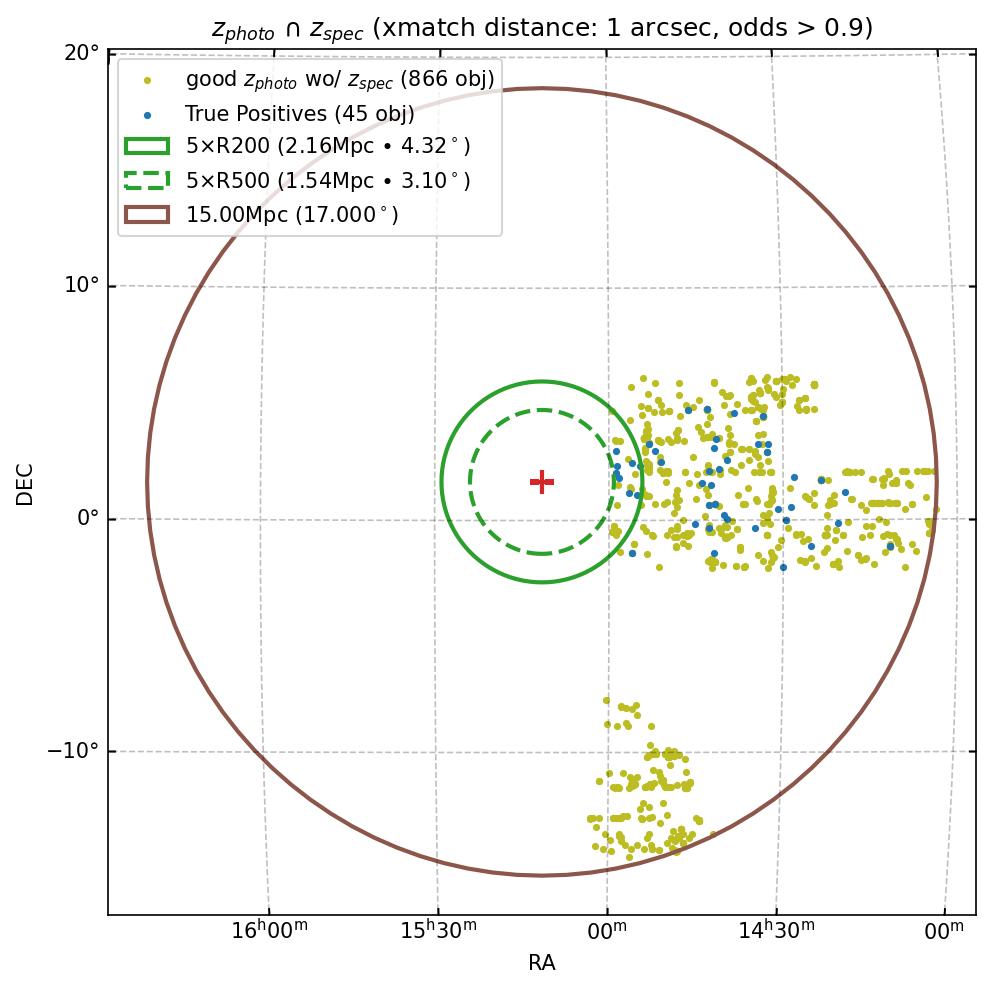 z_photo ∩ z_spec (xmatch distance: 1 arcsec, odds > 0.9)
good z_photo wo/ z_spec (866 obj)
True Positives (45 obj)
5×R200 (2.16Mpc • 4.32°)
5×R500 (1.54Mpc • 3.10°)
15.00Mpc (17.000°)
20°
10°
0°
−10°
DEC
16h00m
15h30m
00m
14h30m
00m
RA